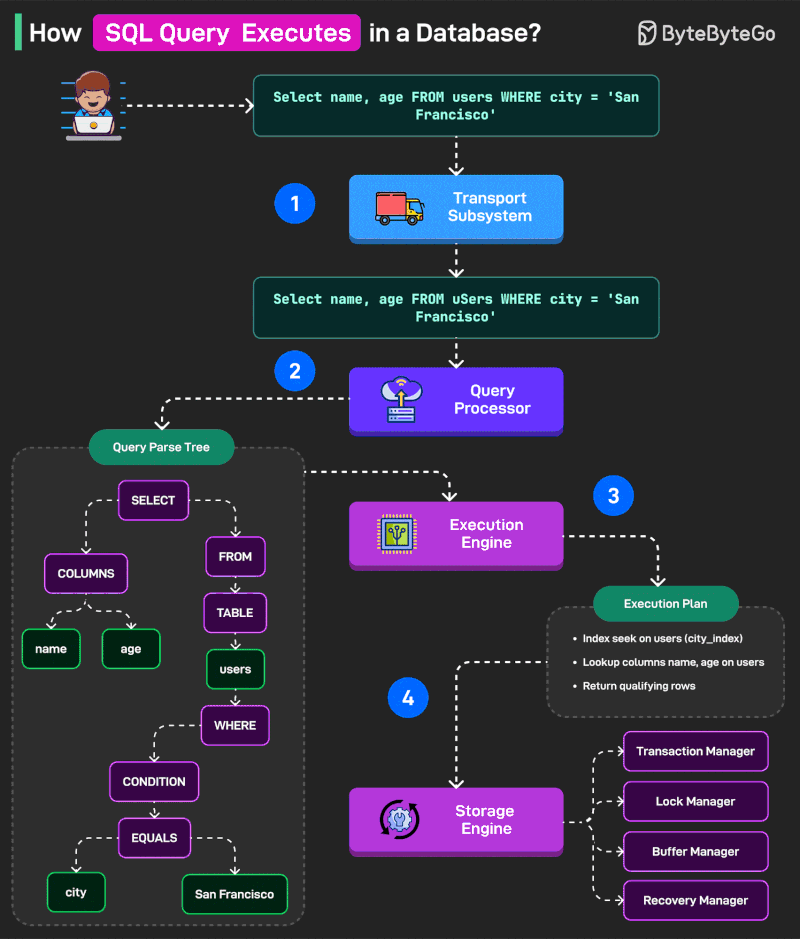 How SQL Query Executes in a Database?
ByteByteGo
Select name, age FROM users WHERE city = 'San
Francisco'
1
Transport
Subsystem
Select name, age FROM uSers WHERE city = 'San
Francisco'
2
Query
Processor
Query Parse Tree
SELECT
COLUMNS
name
age
FROM
TABLE
users
WHERE
CONDITION
EQUALS
city
San Francisco
3
Execution
Engine
Execution Plan
• Index seek on users (city_index)
• Lookup columns name, age on users
• Return qualifying rows
4
Storage
Engine
Transaction Manager
Lock Manager
Buffer Manager
Recovery Manager